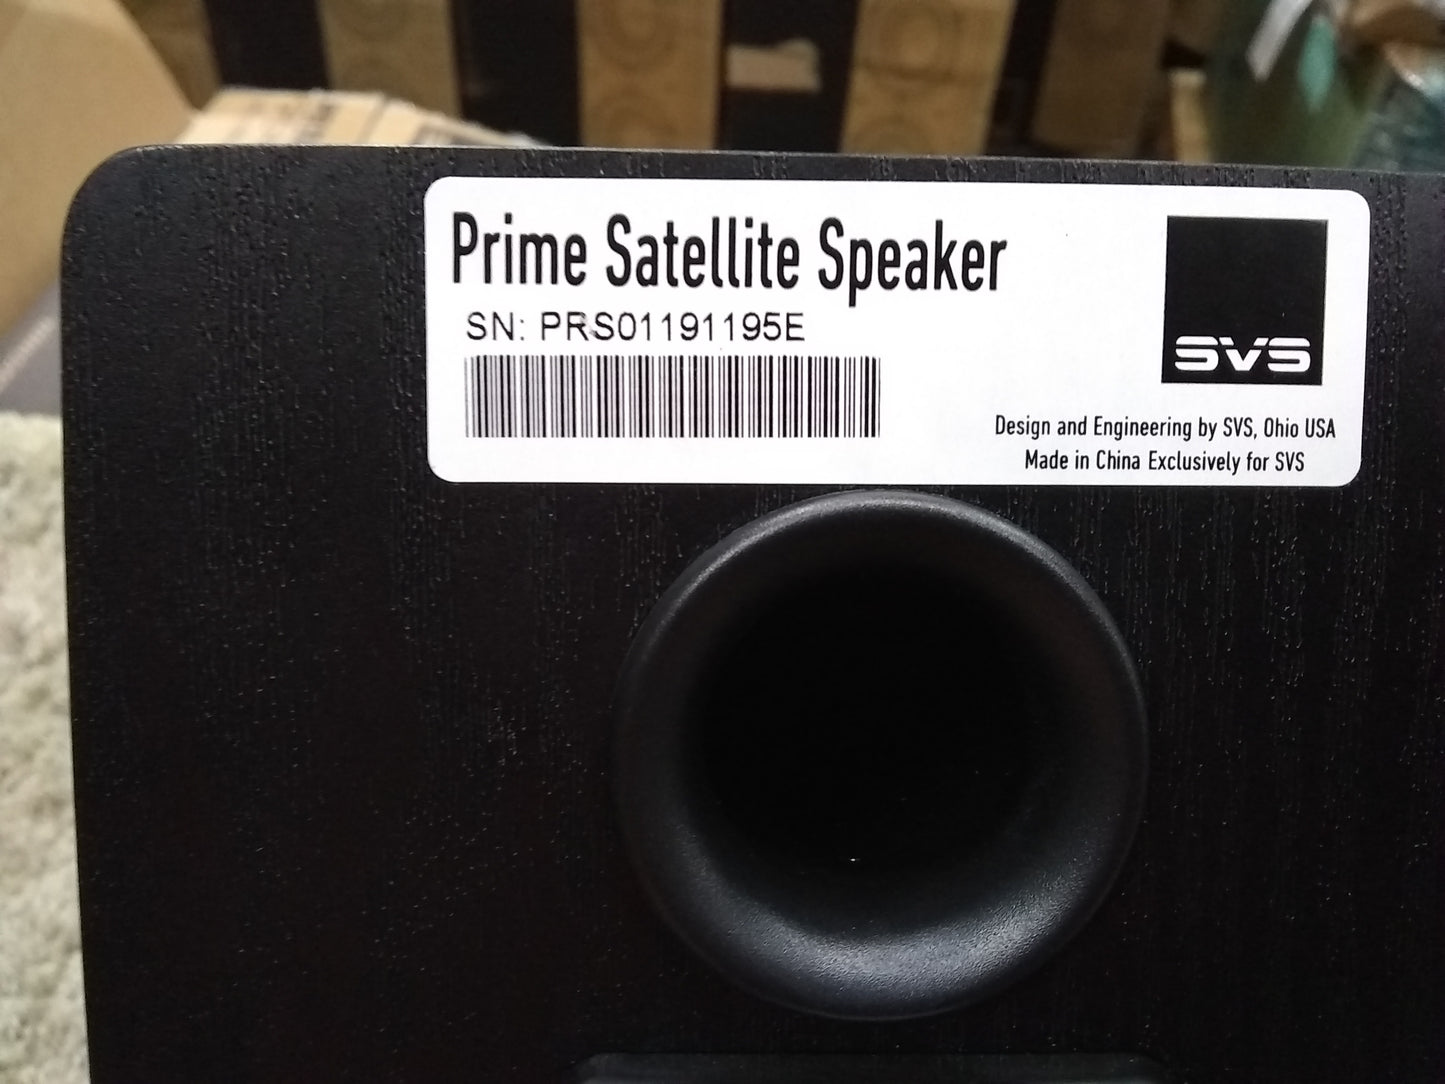 Prime Satellite Speaker
SN: PRS01191195E
SVS
Design and Engineering by SVS, Ohio USA
Made in China Exclusively for SVS